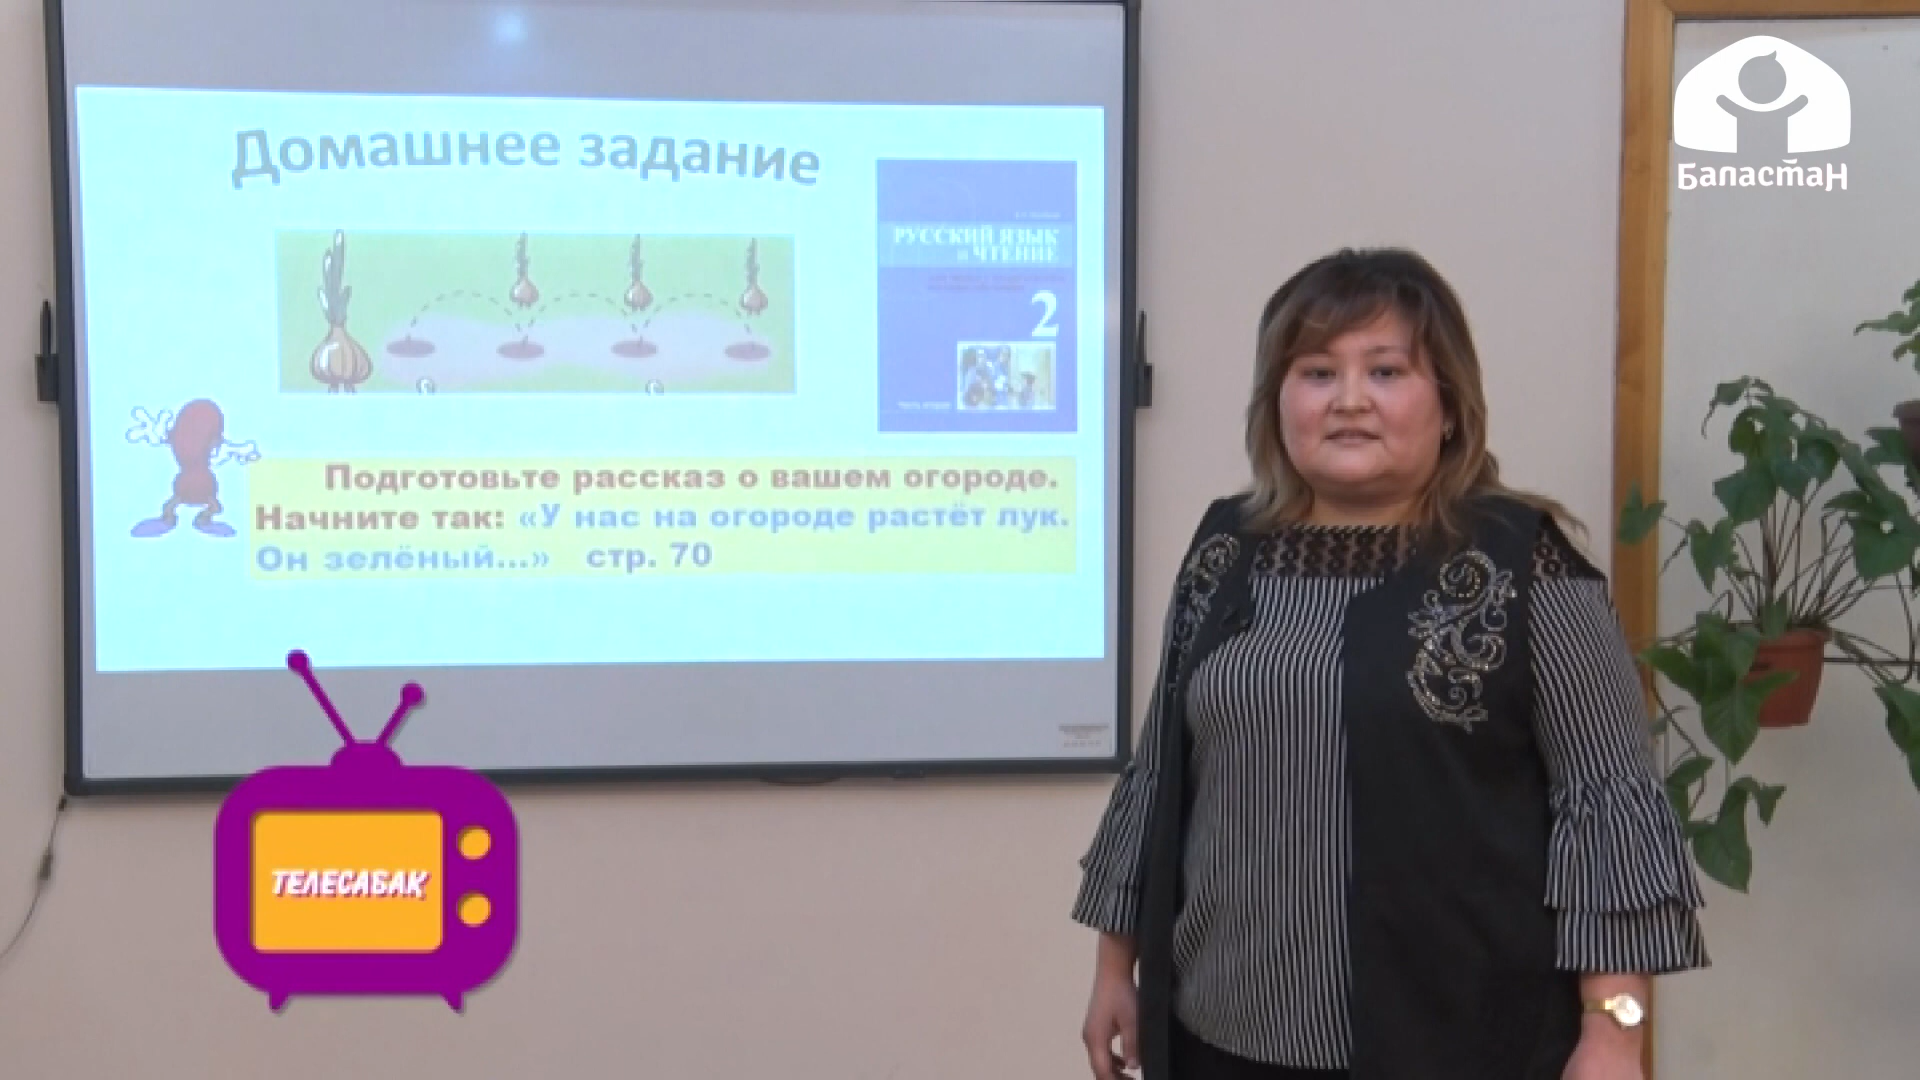 Домашнее задание
РУССКИЙ ЯЗЫК
и ЧТЕНИЕ
2
Подготовьте рассказ о вашем огороде.
Начните так: «У нас на огороде растёт лук.
Он зелёный...» стр. 70
Баластан
ТЕЛЕСАБАҚ